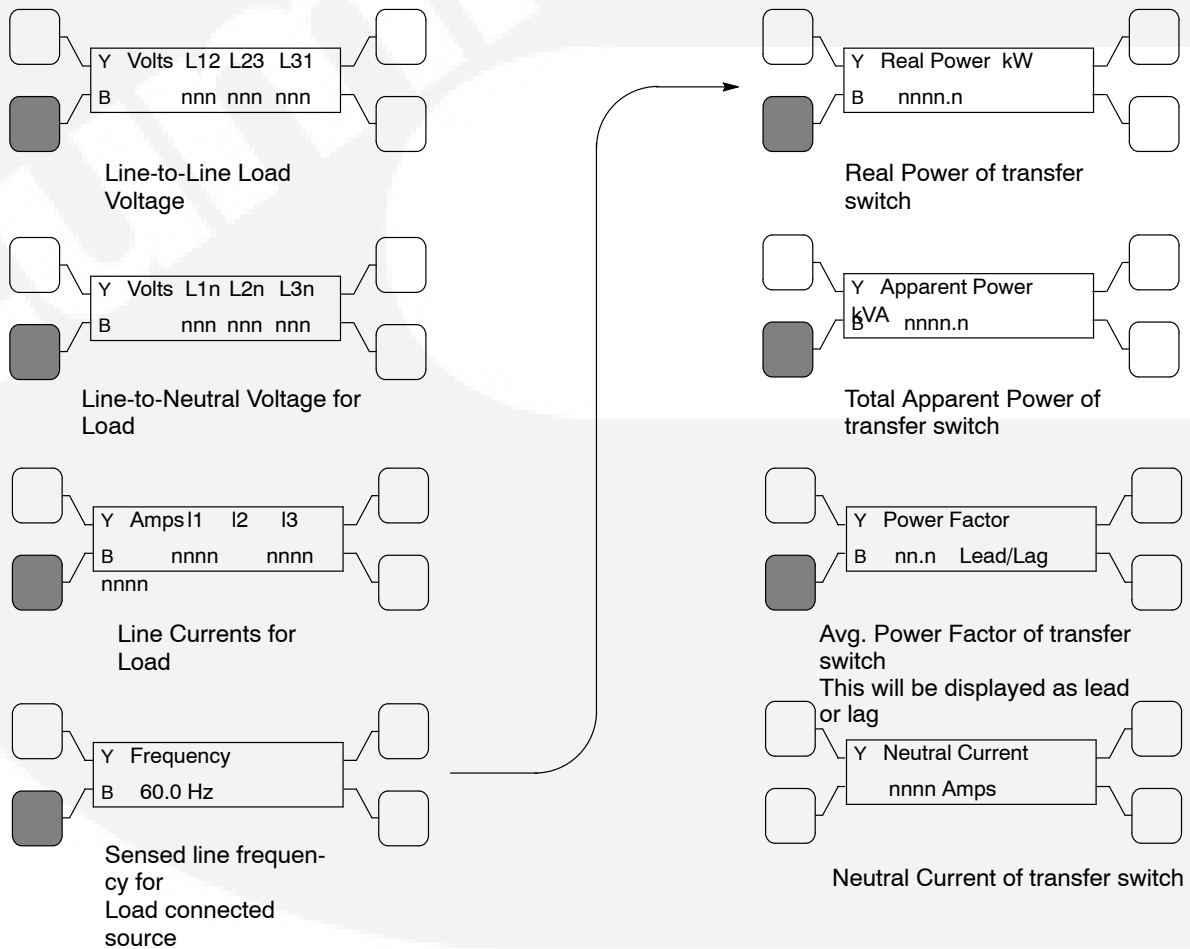 Y Volts L12 L23 L31
B nnn nnn nnn
Line-to-Line Load
Voltage
Y Volts L1n L2n L3n
B nnn nnn nnn
Line-to-Neutral Voltage for
Load
Y Amps I1 I2 I3
B nnnn nnnn
nnnn
Line Currents for
Load
Y Frequency
B 60.0 Hz
Sensed line frequen-
cy for
Load connected
source
Y Real Power kW
B nnnn.n
Real Power of transfer
switch
Y Apparent Power
kVA
B nnnn.n
Total Apparent Power of
transfer switch
Y Power Factor
B nn.n Lead/Lag
Avg. Power Factor of transfer
switch
This will be displayed as lead
or lag
Y Neutral Current
nnnn Amps
Neutral Current of transfer switch